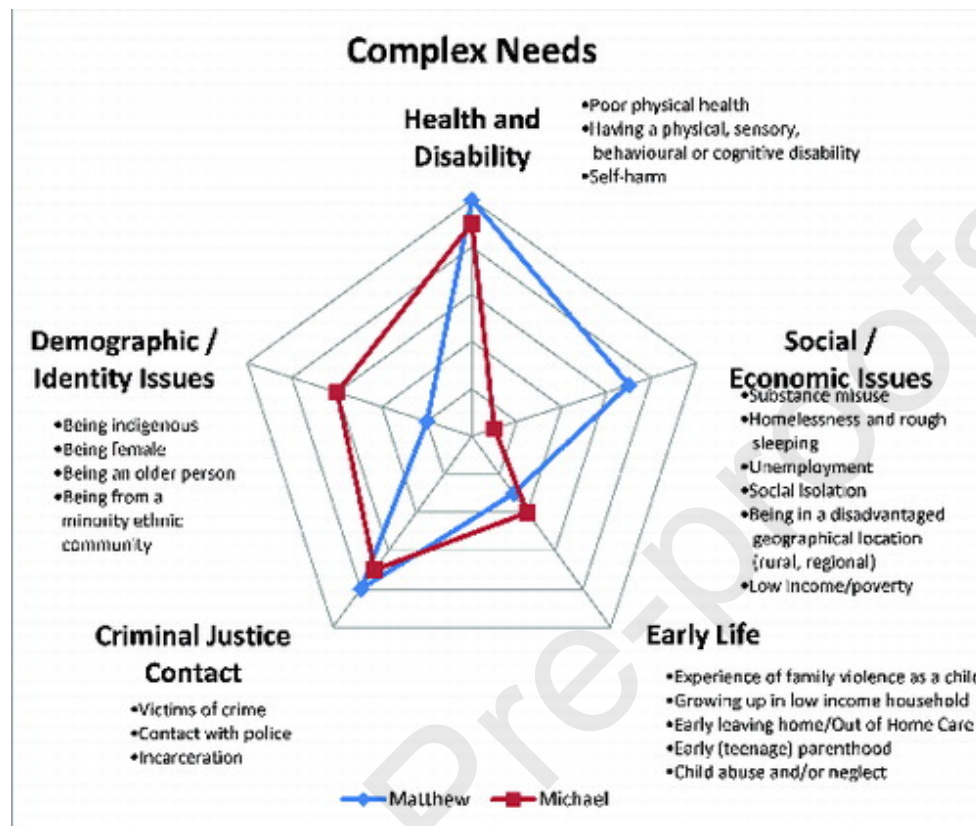 Complex Needs
Health and
Disability
•Poor physical health
•Having a physical, sensory,
behavioural or cognitive disability
•Self-harm
Demographic /
Identity Issues
•Being indigenous
•Being female
•Being an older person
•Being from a
minority ethnic
community
Social /
Economic Issues
•Substance misuse
•Homelessness and rough
sleeping
•Unemployment
•Social Isolation
•Being in a disadvantaged
geographical location
(rural, regional)
•Low Income/poverty
Criminal Justice
Contact
•Victims of crime
•Contact with police
•Incarceration
Early Life
•Experience of family violence as a child
•Growing up in low income household
•Early leaving home/Out of Home Care
•Early (teenage) parenthood
•Child abuse and/or neglect
Matthew
Michael
Pre-proofs